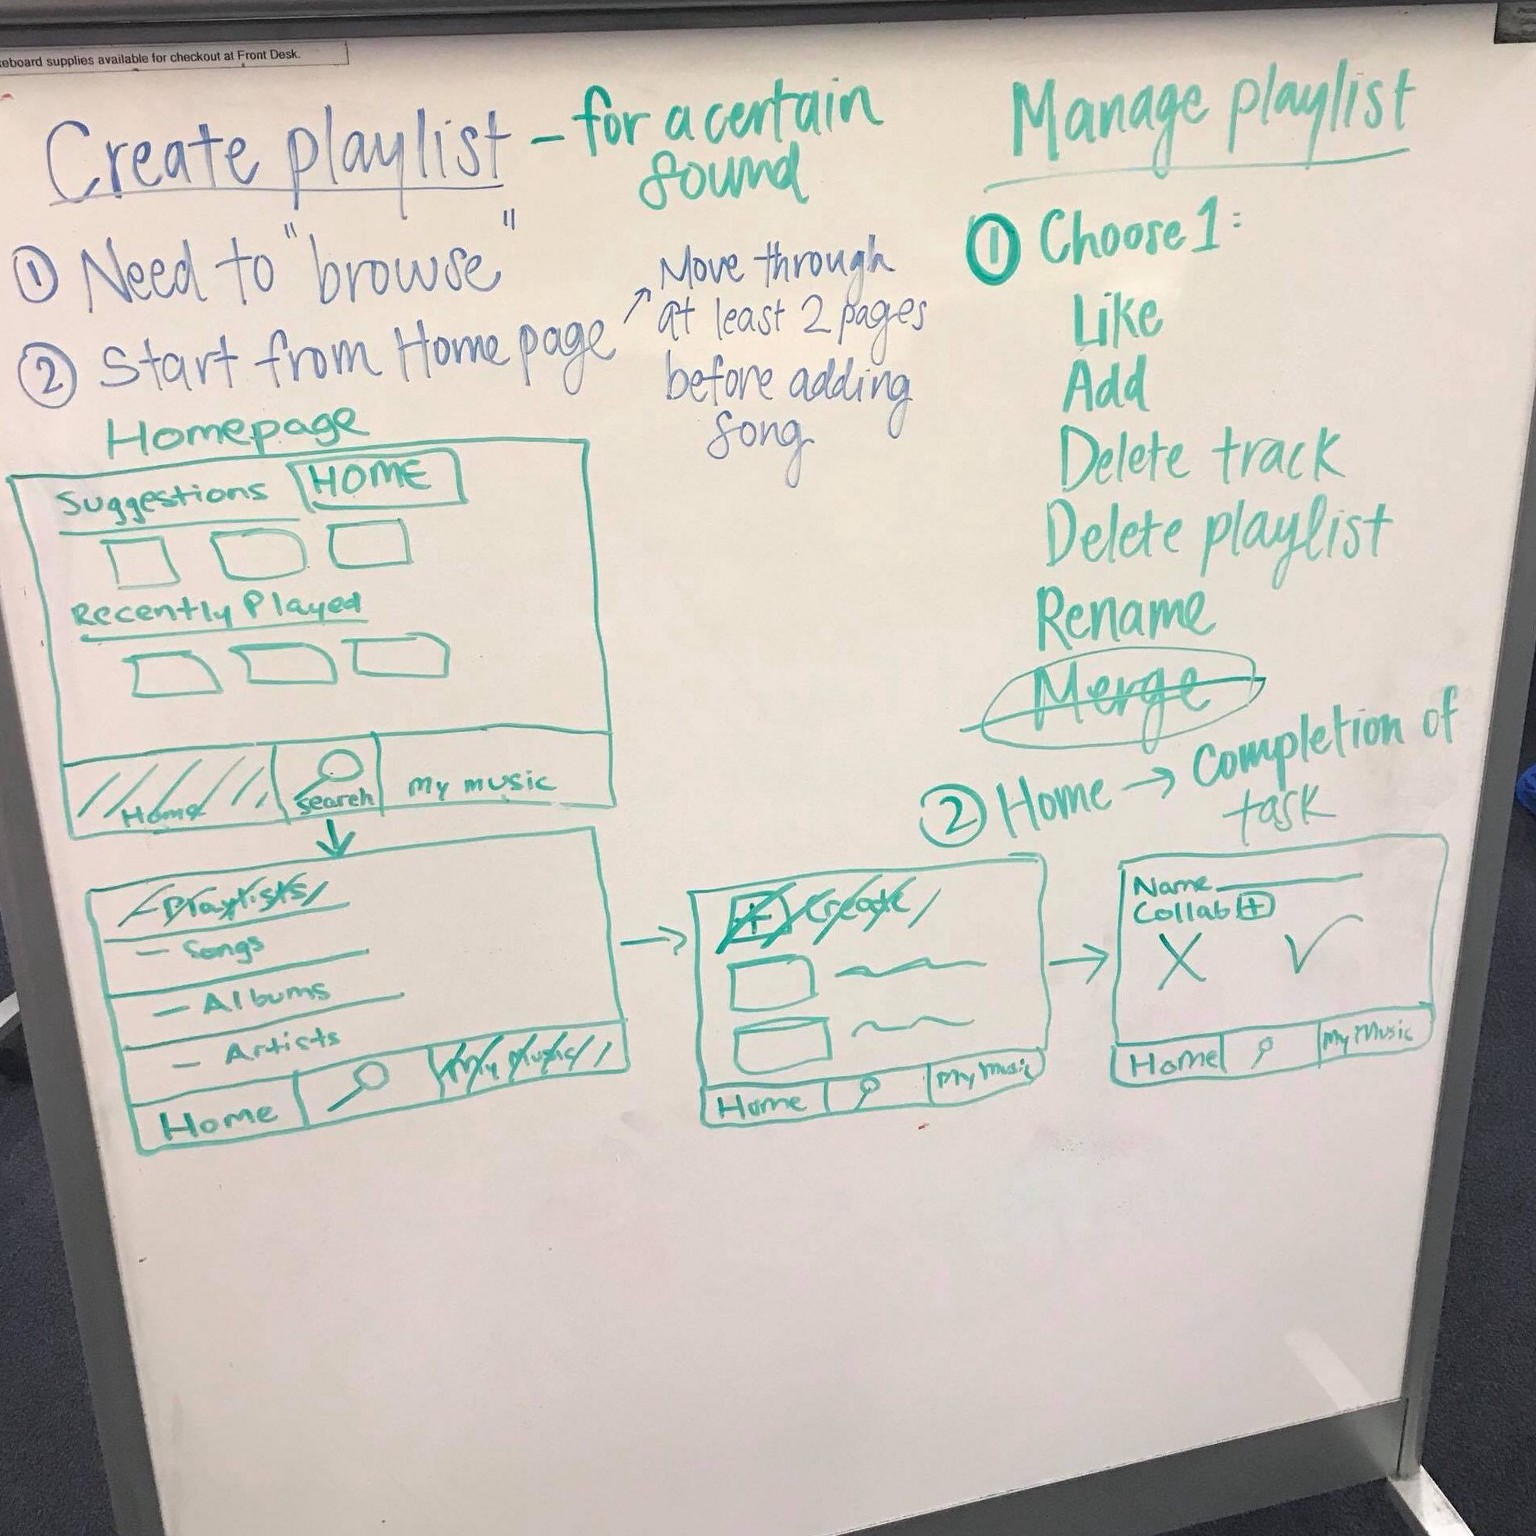 eboard supplies available for checkout at Front Desk.
Create playlist - for a certain
sound
① Need to "browse"
② Start from Home page
Move through
at least 2 pages
before adding
song
Homepage
Suggestions HOME
Recently Played
Home search My music
- Playlists
- Songs
- Albums
- Artists
Home My Music
+ Create
Home My Music
Name
Collab +
X ✓
Home My Music
Manage playlist
① Choose 1:
Like
Add
Delete track
Delete playlist
Rename
Merge
② Home → Completion of
task